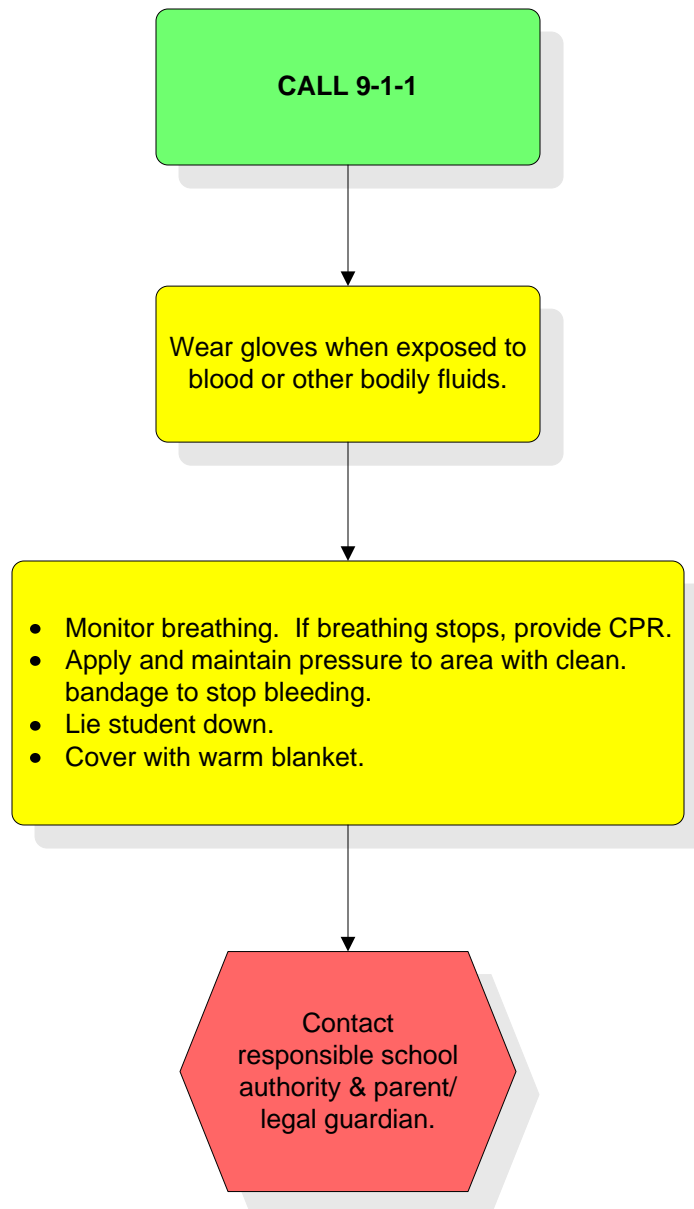 CALL 9-1-1
Wear gloves when exposed to
blood or other bodily fluids.
• Monitor breathing.  If breathing stops, provide CPR.
• Apply and maintain pressure to area with clean.
bandage to stop bleeding.
• Lie student down.
• Cover with warm blanket.
Contact
responsible school
authority & parent/
legal guardian.